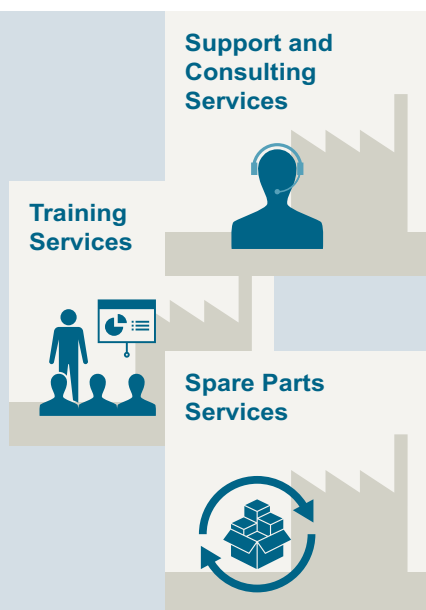 Support and
Consulting
Services
Training
Services
Spare Parts
Services